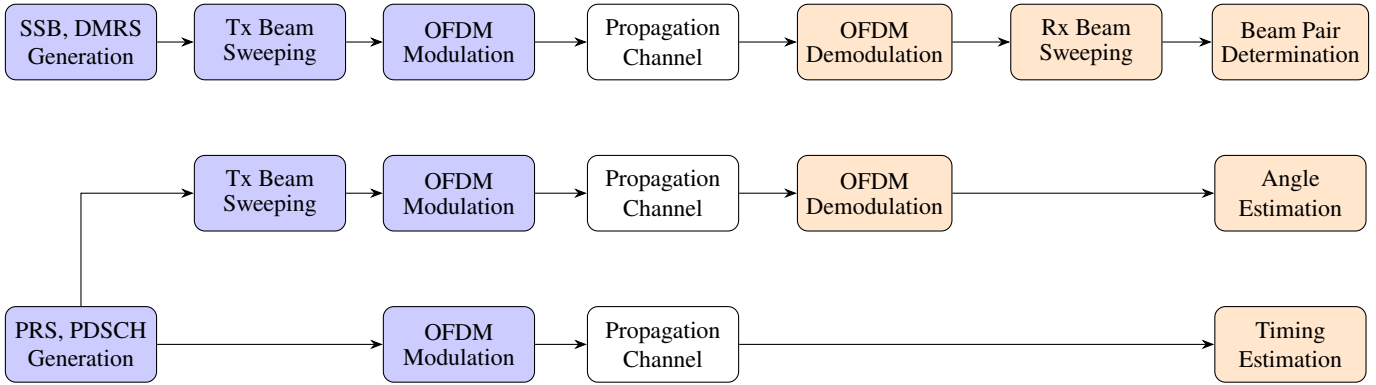 SSB, DMRS
Generation
Tx Beam
Sweeping
OFDM
Modulation
Propagation
Channel
OFDM
Demodulation
Rx Beam
Sweeping
Beam Pair
Determination
Tx Beam
Sweeping
OFDM
Modulation
Propagation
Channel
OFDM
Demodulation
Angle
Estimation
PRS, PDSCH
Generation
OFDM
Modulation
Propagation
Channel
Timing
Estimation